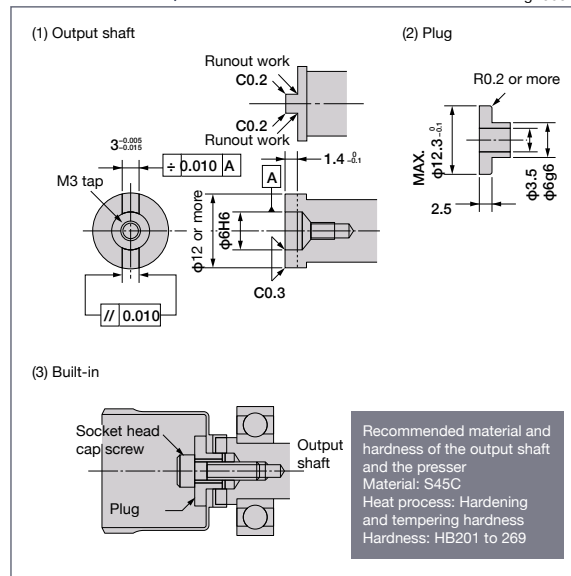 (1) Output shaft
Runout work
C0.2
C0.2
Runout work
3 -0.005 -0.015
÷ 0.010 A
1.4 0 -0.1
A
M3 tap
φ12 or more
φ6H6
C0.3
// 0.010
(2) Plug
R0.2 or more
MAX.
φ12.3 0 -0.1
φ3.5
φ6g6
2.5
(3) Built-in
Socket head
cap screw
Output
shaft
Plug
Recommended material and
hardness of the output shaft
and the presser
Material: S45C
Heat process: Hardening
and tempering hardness
Hardness: HB201 to 269